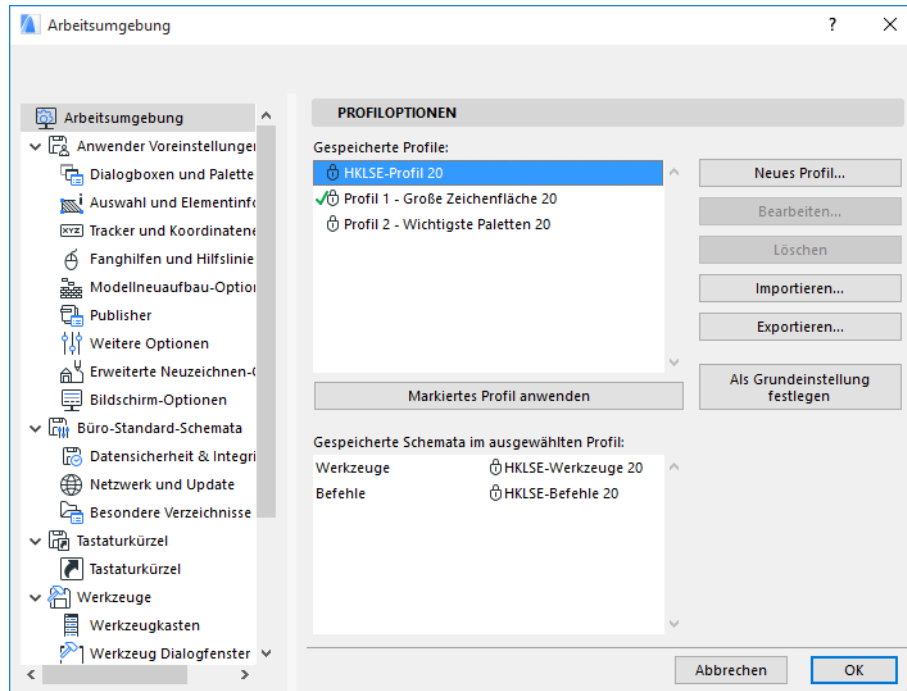 Arbeitsumgebung
?
Arbeitsumgebung
Anwender Voreinstellunge
Dialogboxen und Palette
Auswahl und Elementinfo
XYZ Tracker und Koordinatene
Fanghilfen und Hilfslinie
Modellneuaufbau-Option
Publisher
Weitere Optionen
Erweiterte Neuzeichnen-
Bildschirm-Optionen
Büro-Standard-Schemata
Datensicherheit & Integri
Netzwerk und Update
Besondere Verzeichnisse
Tastaturkürzel
Tastaturkürzel
Werkzeuge
Werkzeugkasten
Werkzeug Dialogfenster
PROFILOPTIONEN
Gespeicherte Profile:
HKLSE-Profil 20
Profil 1 - Große Zeichenfläche 20
Profil 2 - Wichtigste Paletten 20
Neues Profil...
Bearbeiten...
Löschen
Importieren...
Exportieren...
Als Grundeinstellung
festlegen
Markiertes Profil anwenden
Gespeicherte Schemata im ausgewählten Profil:
Werkzeuge HKLSE-Werkzeuge 20
Befehle HKLSE-Befehle 20
Abbrechen
OK